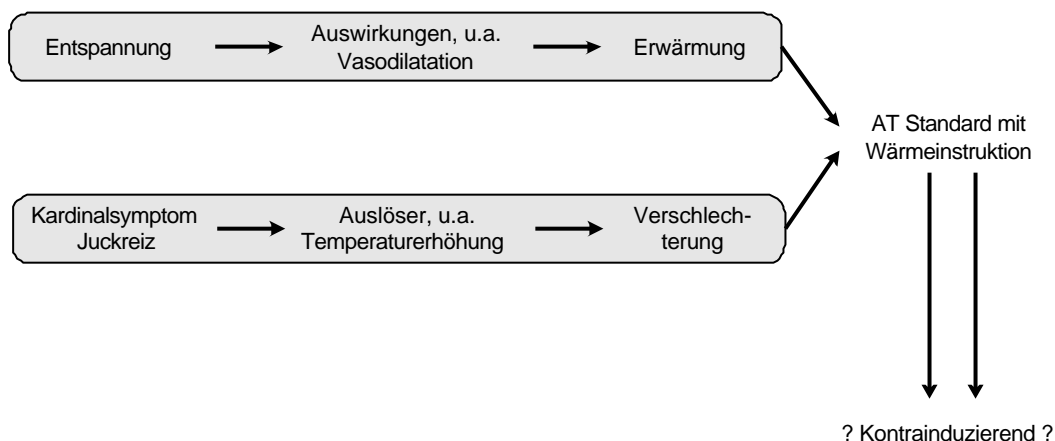 Entspannung
Auswirkungen, u.a.
Vasodilatation
Erwärmung
AT Standard mit
Wärmeinstruktion
Kardinalsymptom
Juckreiz
Auslöser, u.a.
Temperaturerhöhung
Verschlech-
terung
? Kontrainduzierend ?